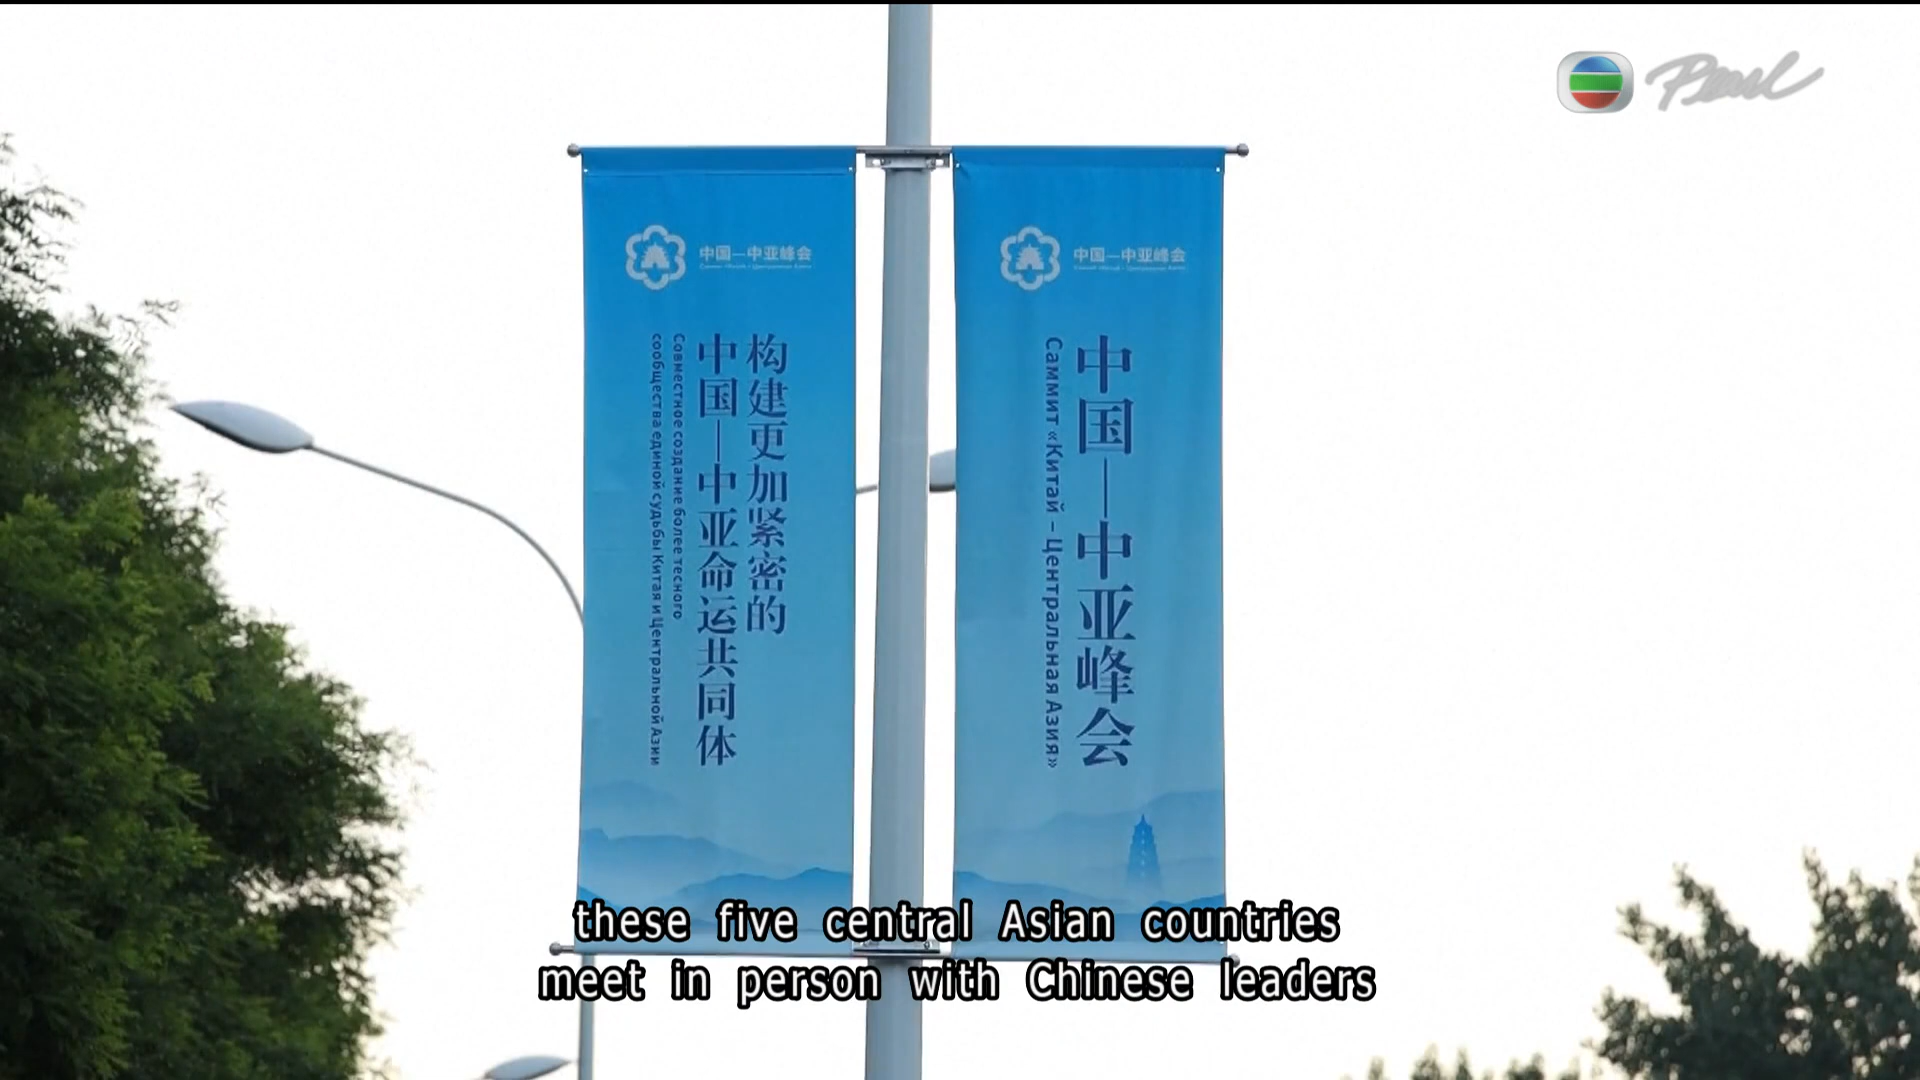 Pearl
中国—中亚峰会
构建更加紧密的
中国—中亚命运共同体
Совместное создание более тесного
сообщества единой судьбы Китая и Центральной Азии
中国—中亚峰会
中国—中亚峰会
Саммит «Китай – Центральная Азия»
these five central Asian countries
meet in person with Chinese leaders